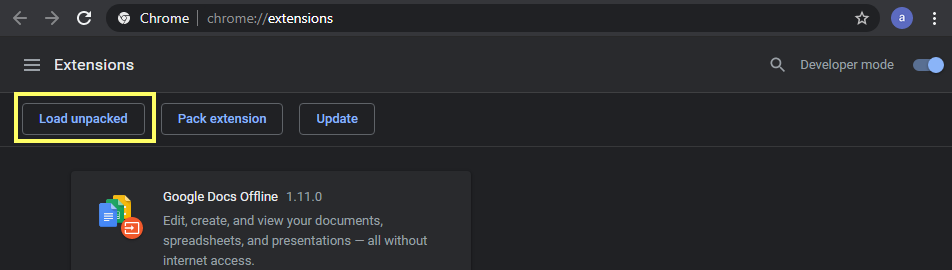 Chrome chrome://extensions a
Extensions Developer mode
Load unpacked Pack extension Update
Google Docs Offline 1.11.0
Edit, create, and view your documents,
spreadsheets, and presentations — all without
internet access.